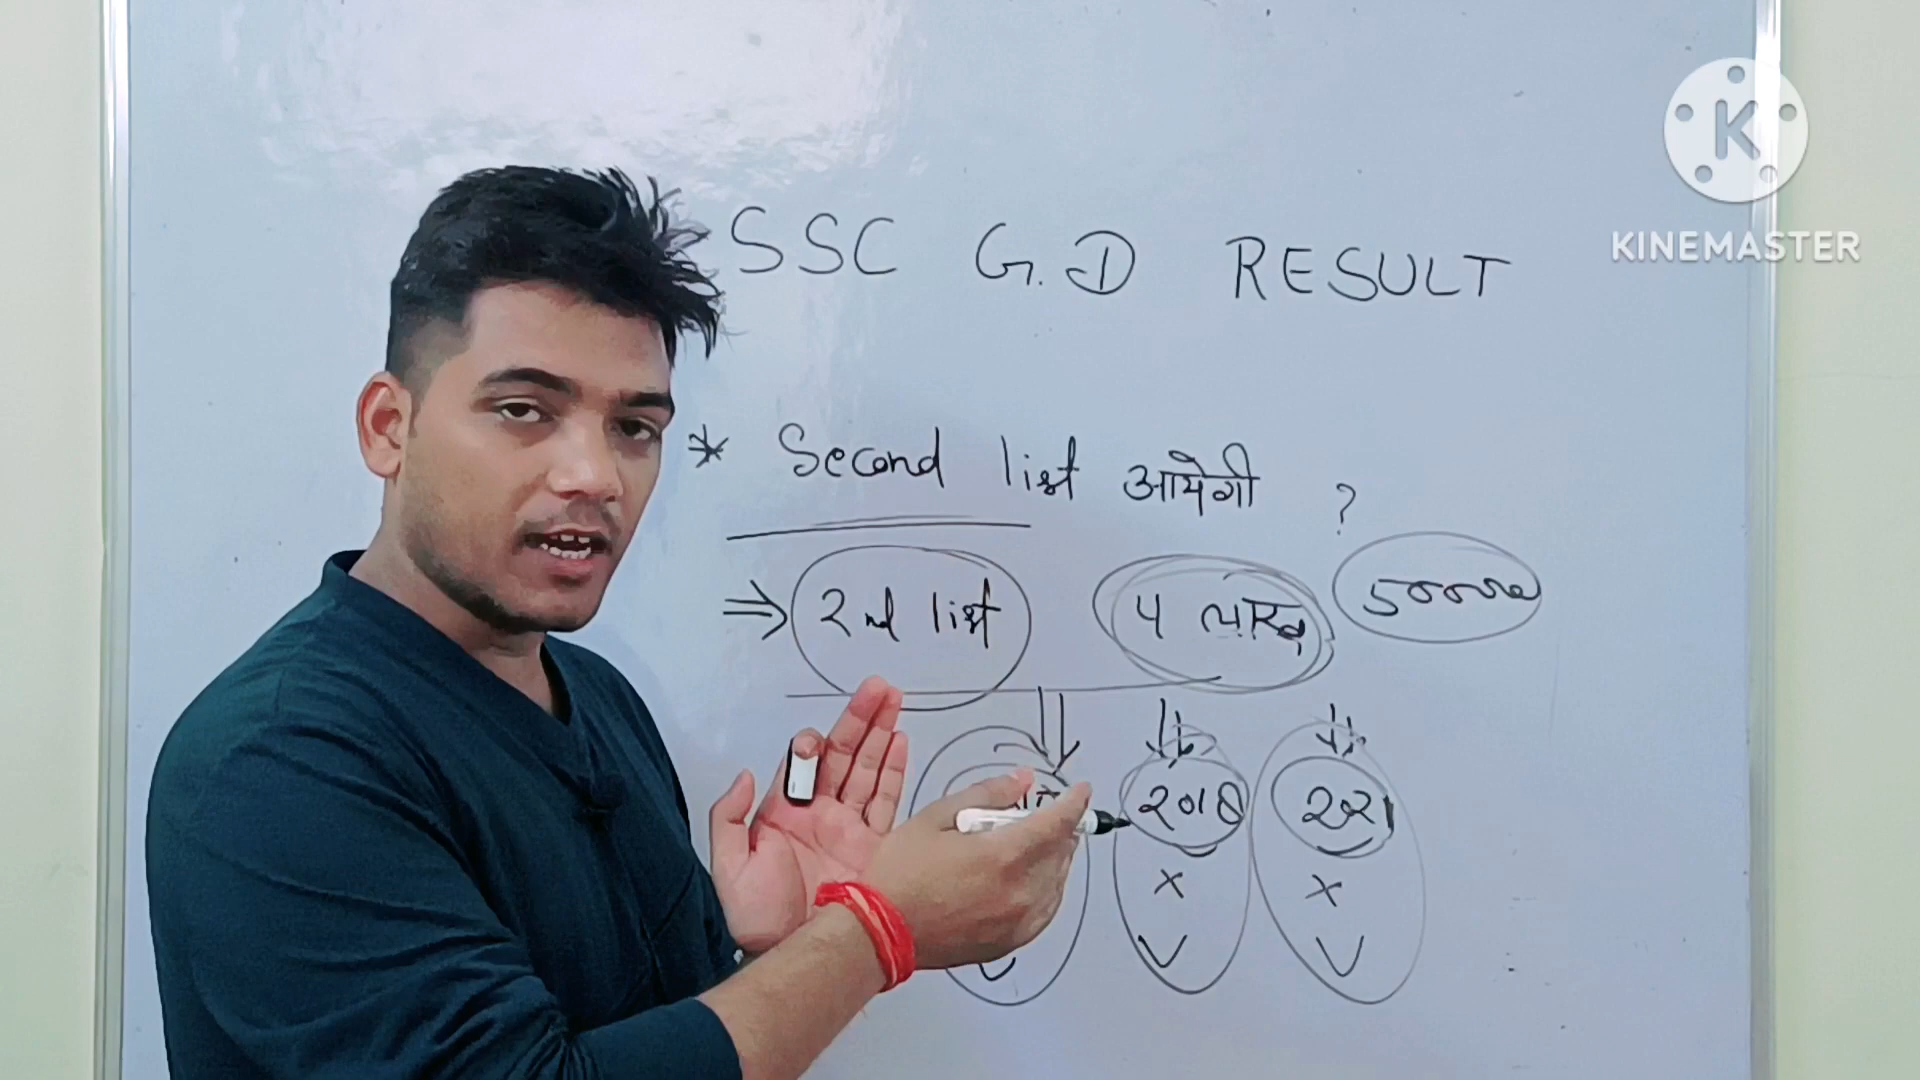 K
KINEMASTER
SSC G.D RESULT
* Second list आयेगी ?
⇒ 2nd list 4 लाख 50000
2018 2021
× ×